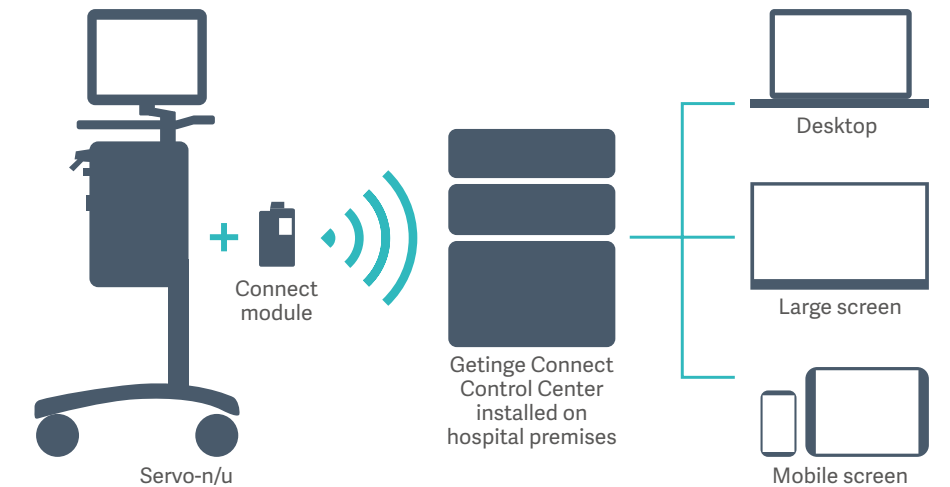 Servo-n/u
Connect
module
Getinge Connect
Control Center
installed on
hospital premises
Desktop
Large screen
Mobile screen